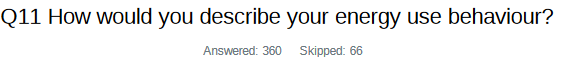 Q11 How would you describe your energy use behaviour?
Answered: 360 Skipped: 66